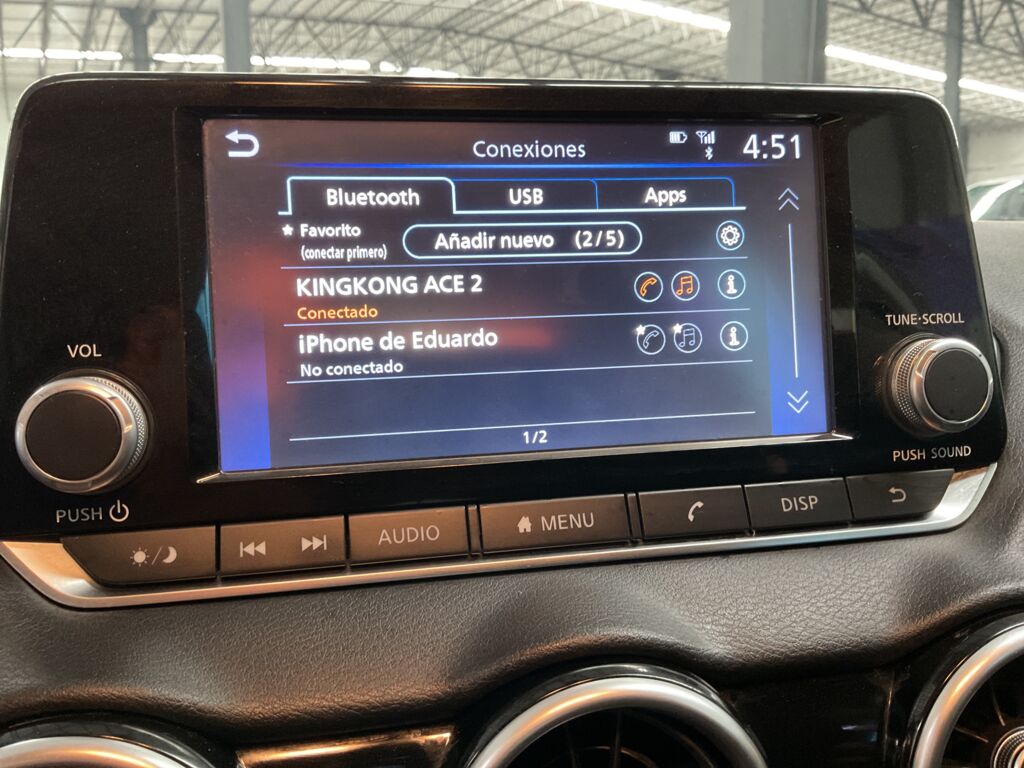 Conexiones
4:51
Bluetooth
USB
Apps
Favorito
(conectar primero)
Añadir nuevo (2/5)
KINGKONG ACE 2
Conectado
iPhone de Eduardo
No conectado
1/2
VOL
PUSH
TUNE·SCROLL
PUSH SOUND
AUDIO
MENU
DISP